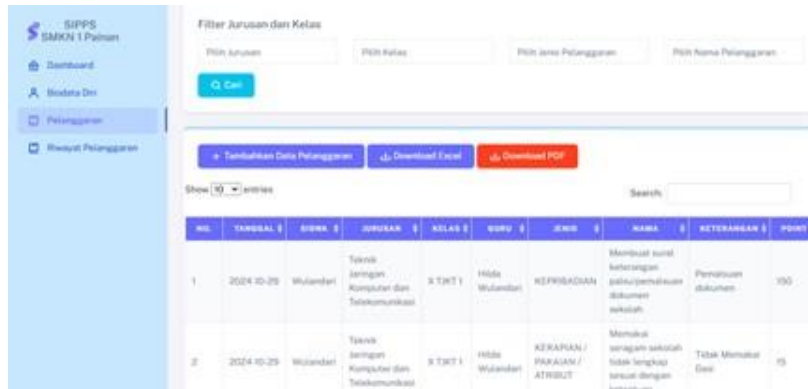 SIPPS
SMKN 1 Painan
Dashboard
Biodata Diri
Pelanggaran
Riwayat Pelanggaran
Filter Jurusan dan Kelas
Pilih Jurusan
Pilih Kelas
Pilih Jenis Pelanggaran
Pilih Nama Pelanggaran
Cari
+ Tambahkan Data Pelanggaran
Download Excel
Download PDF
Show 10 entries
Search:
NO. TANGGAL SISWA JURUSAN KELAS GURU JENIS NAMA KETERANGAN POINT
1 2024-10-29 Wulandari Teknik Jaringan Komputer dan Telekomunikasi X TJKT 1 Hilda Wulandari KEPRIBADIAN Membuat surat keterangan palsu/pemalsuan dokumen sekolah Pemalsuan dokumen 150
2 2024-10-29 Wulandari Teknik Jaringan Komputer dan Telekomunikasi X TJKT 1 Hilda Wulandari KERAPIAN / PAKAIAN / ATRIBUT Memakai seragam sekolah tidak lengkap sesuai dengan Tidak Memakai Dasi 15